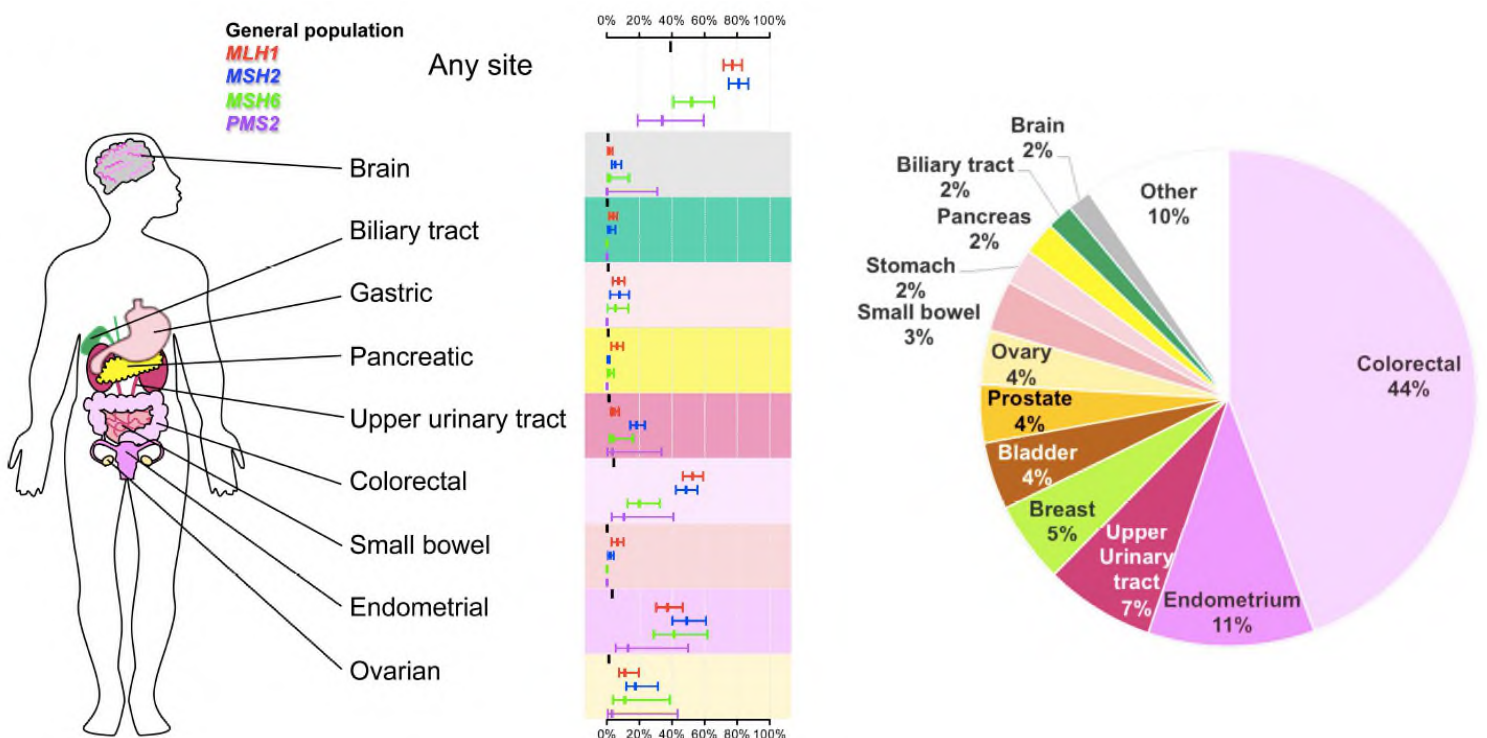 General population
MLH1
MSH2
MSH6
PMS2
Any site
Brain
Biliary tract
Gastric
Pancreatic
Upper urinary tract
Colorectal
Small bowel
Endometrial
Ovarian
0% 20% 40% 60% 80% 100%
0% 20% 40% 60% 80% 100%
Brain
2%
Biliary tract
2%
Pancreas
2%
Stomach
2%
Small bowel
3%
Ovary
4%
Prostate
4%
Bladder
4%
Breast
5%
Upper
Urinary
tract
7%
Endometrium
11%
Colorectal
44%
Other
10%